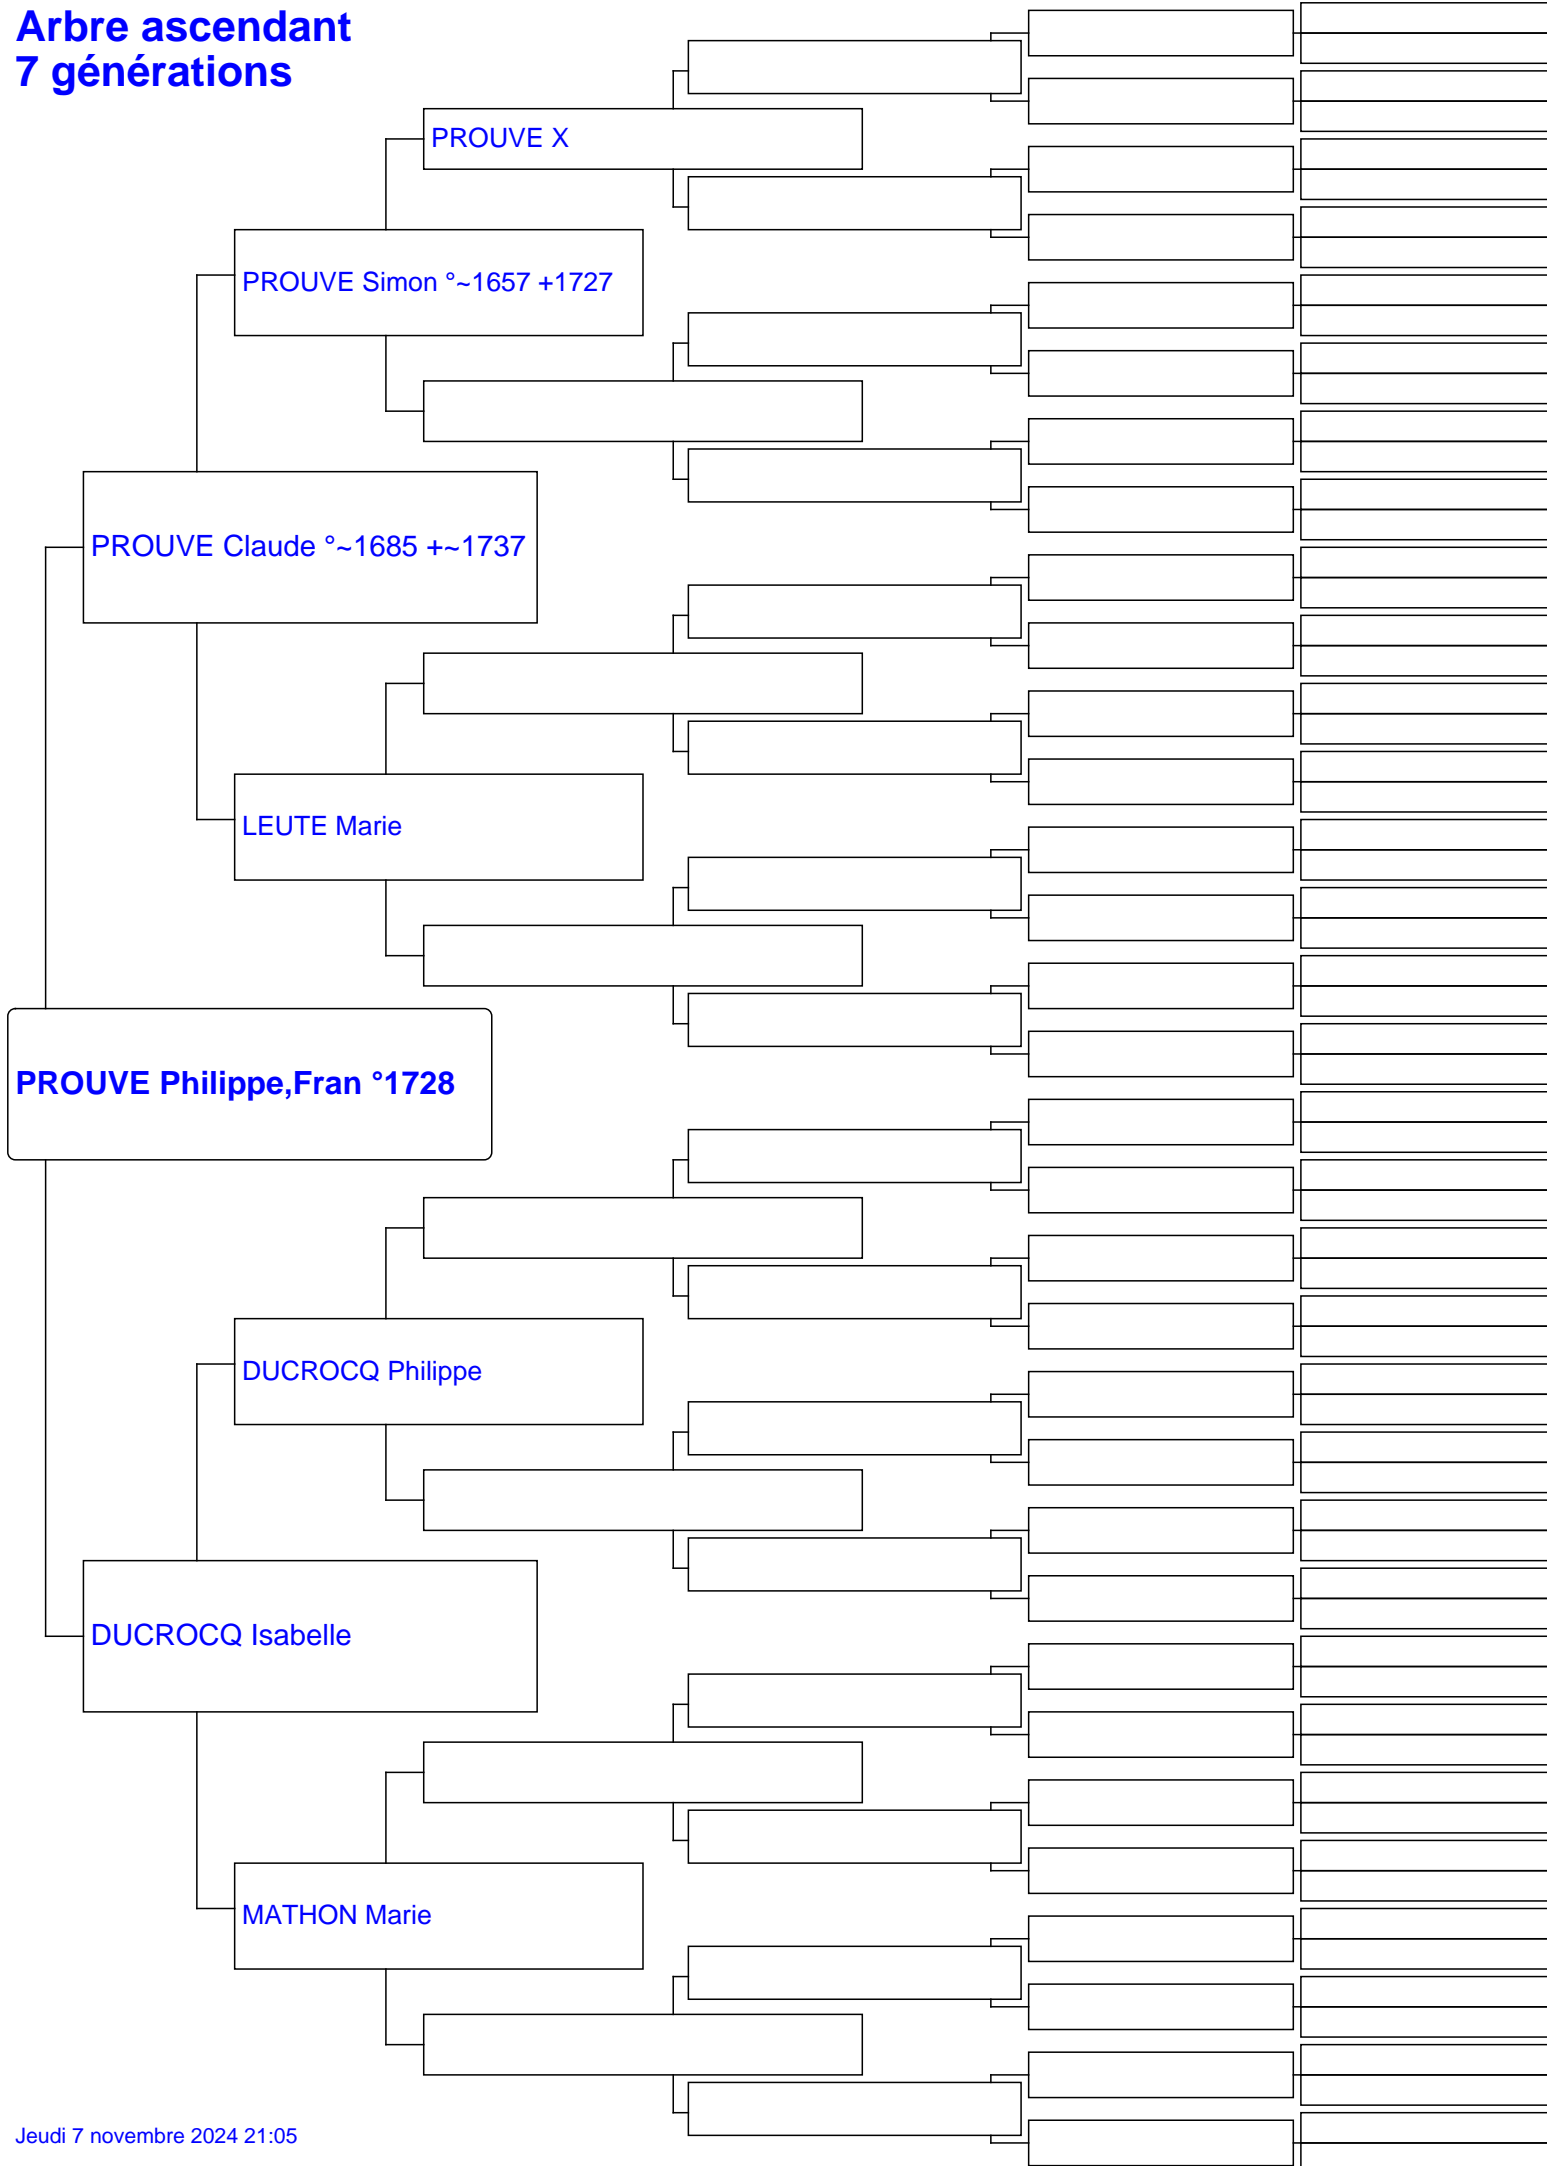 Arbre ascendant
7 générations
PROUVE X
PROUVE Simon °~1657 +1727
PROUVE Claude °~1685 +~1737
LEUTE Marie
PROUVE Philippe,Fran °1728
DUCROCQ Philippe
DUCROCQ Isabelle
MATHON Marie
Jeudi 7 novembre 2024 21:05